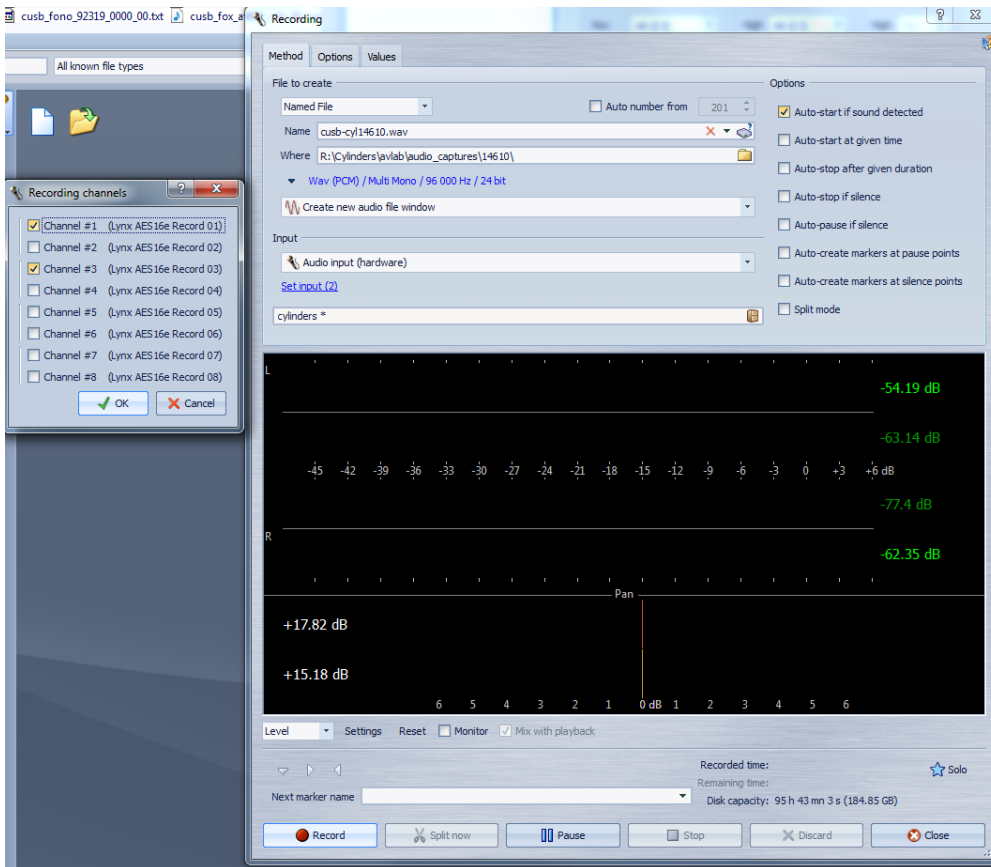 cusb_fono_92319_0000_00.txt cusb_fox_a
All known file types
Recording channels
Channel #1 (Lynx AES16e Record 01)
Channel #2 (Lynx AES16e Record 02)
Channel #3 (Lynx AES16e Record 03)
Channel #4 (Lynx AES16e Record 04)
Channel #5 (Lynx AES16e Record 05)
Channel #6 (Lynx AES16e Record 06)
Channel #7 (Lynx AES16e Record 07)
Channel #8 (Lynx AES16e Record 08)
OK Cancel
Recording
Method Options Values
File to create
Named File Auto number from 201
Name cusb-cyl14610.wav
Where R:\Cylinders\avlab\audio_captures\14610\
Wav (PCM) / Multi Mono / 96 000 Hz / 24 bit
Create new audio file window
Input
Audio input (hardware)
Set input (2)
cylinders *
Options
Auto-start if sound detected
Auto-start at given time
Auto-stop after given duration
Auto-stop if silence
Auto-pause if silence
Auto-create markers at pause points
Auto-create markers at silence points
Split mode
L
-54.19 dB
-63.14 dB
-45 -42 -39 -36 -33 -30 -27 -24 -21 -18 -15 -12 -9 -6 -3 0 +3 +6 dB
-77.4 dB
R
-62.35 dB
Pan
+17.82 dB
+15.18 dB
6 5 4 3 2 1 0 dB 1 2 3 4 5 6
Level Settings Reset Monitor Mix with playback
Recorded time:
Solo
Remaining time:
Next marker name
Disk capacity: 95 h 43 mn 3 s (184.85 GB)
Record Split now Pause Stop Discard Close